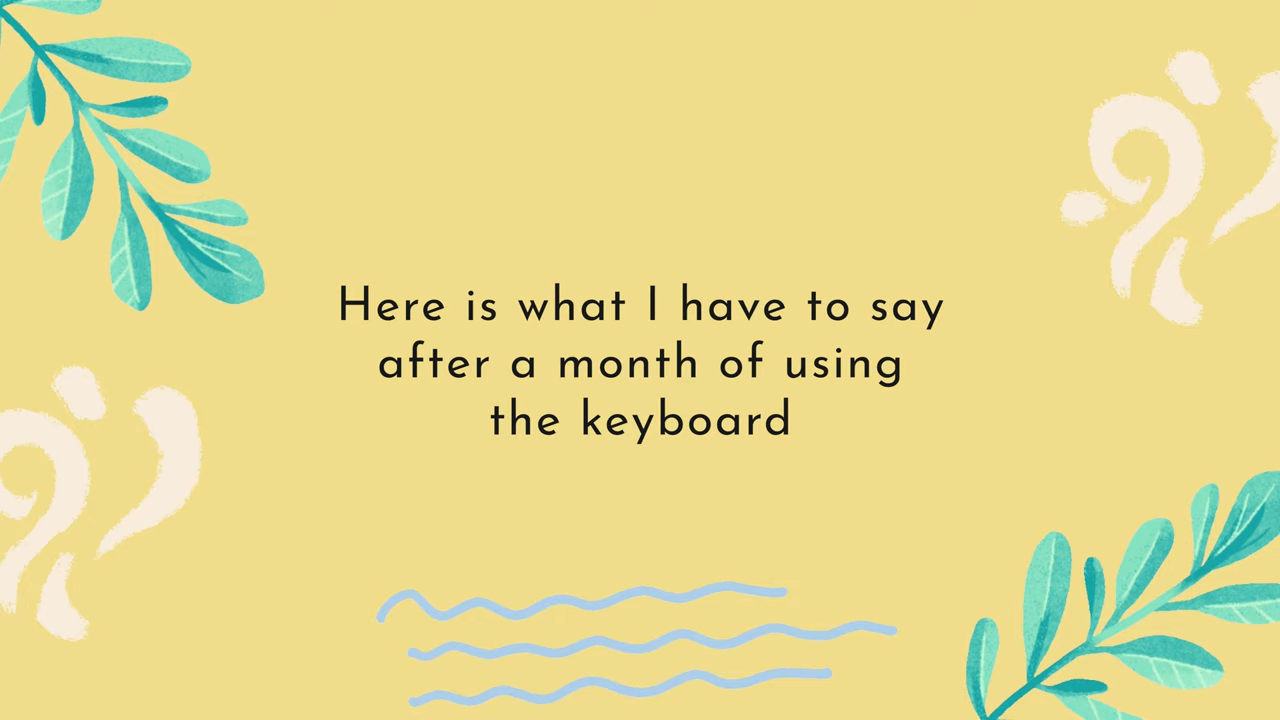 Here is what I have to say
after a month of using
the keyboard